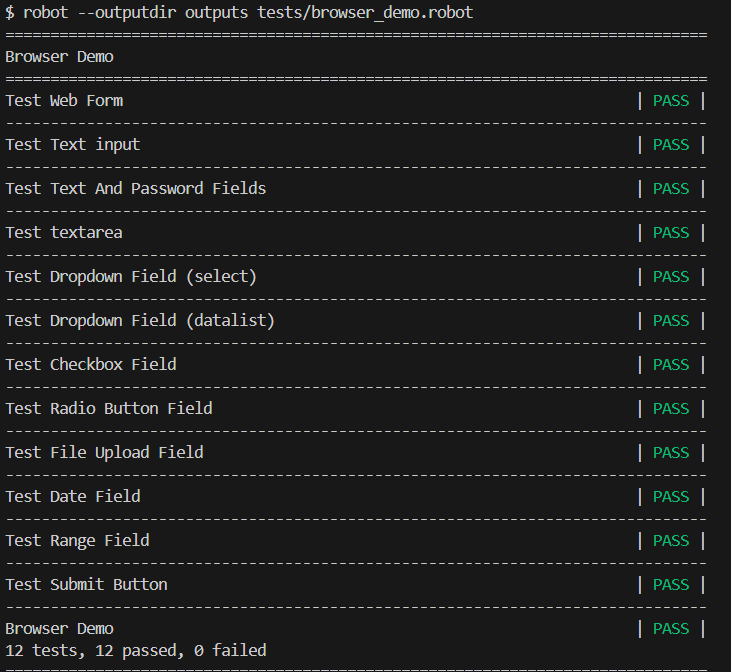 $ robot --outputdir outputs tests/browser_demo.robot
==============================================================================
Browser Demo
==============================================================================
Test Web Form                                                         | PASS |
------------------------------------------------------------------------------
Test Text input                                                       | PASS |
------------------------------------------------------------------------------
Test Text And Password Fields                                         | PASS |
------------------------------------------------------------------------------
Test textarea                                                         | PASS |
------------------------------------------------------------------------------
Test Dropdown Field (select)                                          | PASS |
------------------------------------------------------------------------------
Test Dropdown Field (datalist)                                        | PASS |
------------------------------------------------------------------------------
Test Checkbox Field                                                   | PASS |
------------------------------------------------------------------------------
Test Radio Button Field                                               | PASS |
------------------------------------------------------------------------------
Test File Upload Field                                                | PASS |
------------------------------------------------------------------------------
Test Date Field                                                       | PASS |
------------------------------------------------------------------------------
Test Range Field                                                      | PASS |
------------------------------------------------------------------------------
Test Submit Button                                                    | PASS |
------------------------------------------------------------------------------
Browser Demo                                                          | PASS |
12 tests, 12 passed, 0 failed
==============================================================================